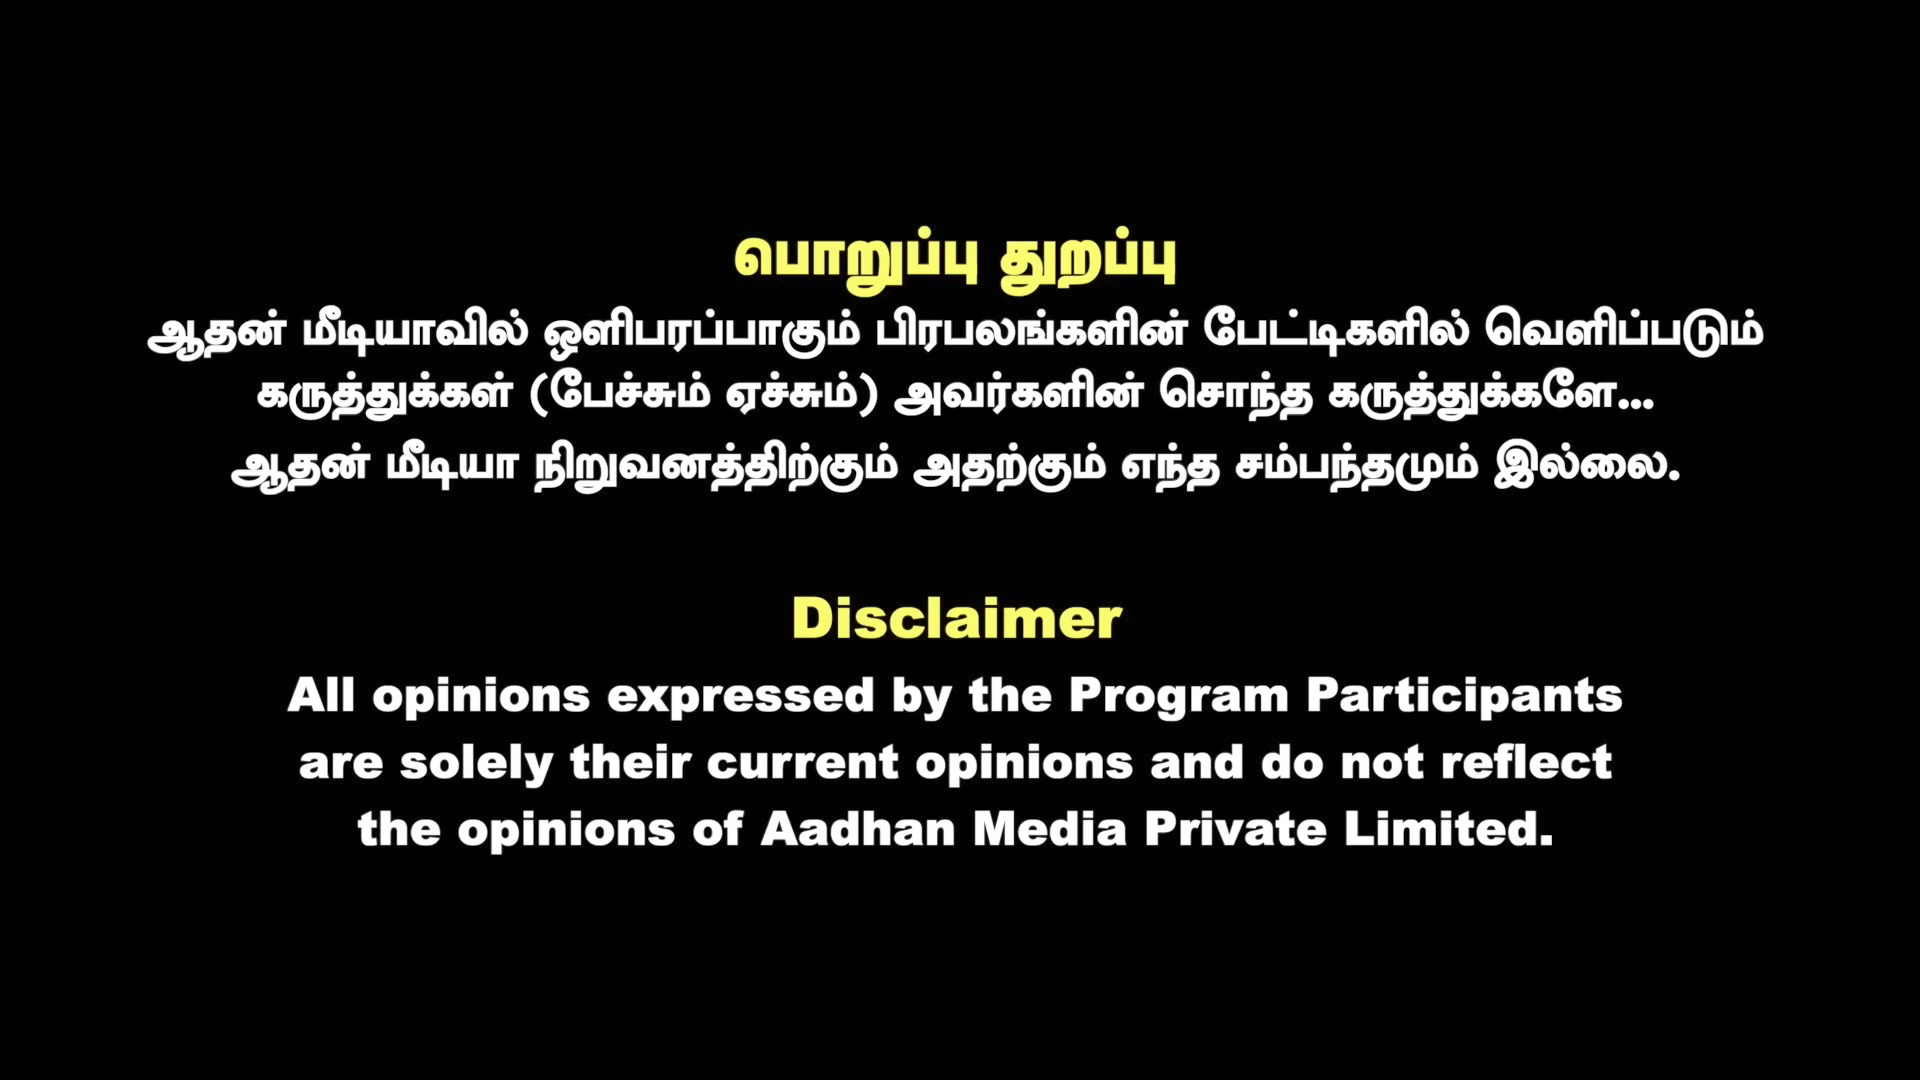 பொறுப்பு துறப்பு
ஆதன் மீடியாவில் ஒளிபரப்பாகும் பிரபலங்களின் பேட்டிகளில் வெளிப்படும்
கருத்துக்கள் (பேச்சும் ஏச்சும்) அவர்களின் சொந்த கருத்துக்களே...
ஆதன் மீடியா நிறுவனத்திற்கும் அதற்கும் எந்த சம்பந்தமும் இல்லை.
Disclaimer
All opinions expressed by the Program Participants
are solely their current opinions and do not reflect
the opinions of Aadhan Media Private Limited.